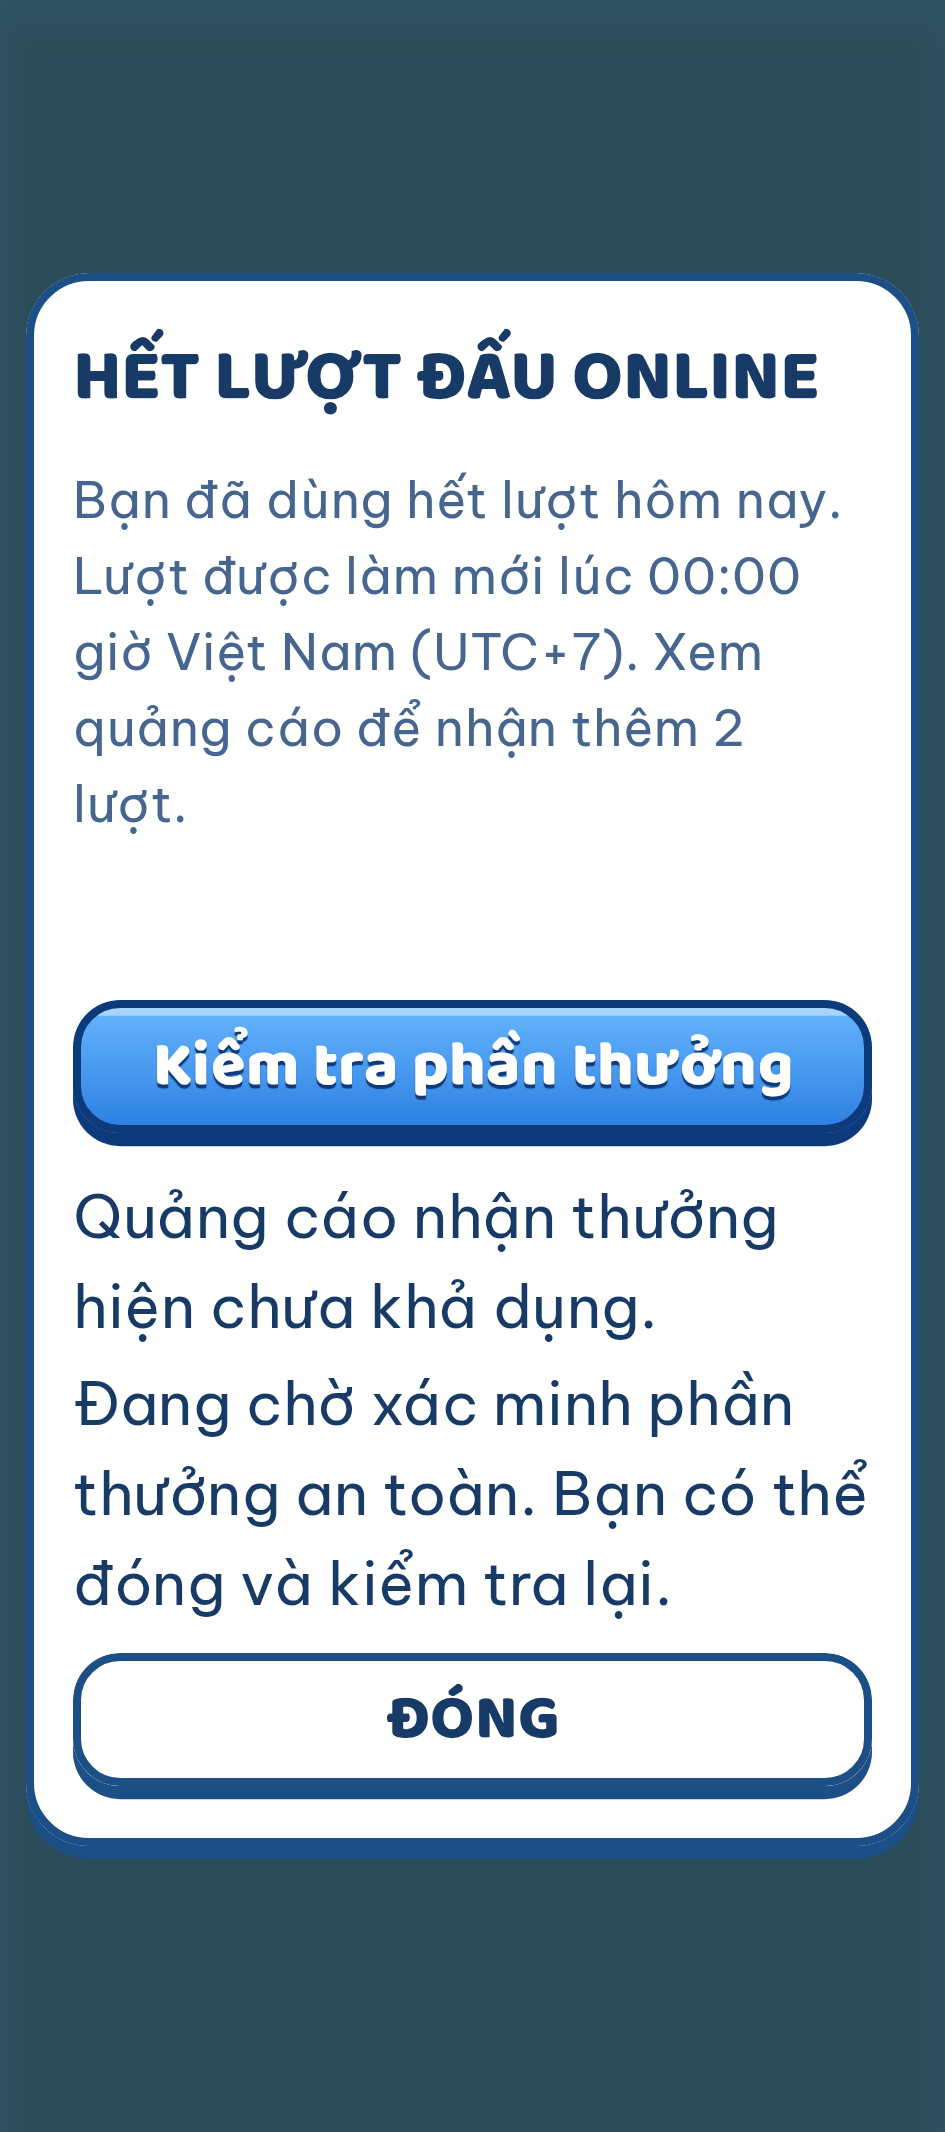 HẾT LƯỢT ĐẤU ONLINE
Bạn đã dùng hết lượt hôm nay.
Lượt được làm mới lúc 00:00
giờ Việt Nam (UTC+7). Xem
quảng cáo để nhận thêm 2
lượt.
Kiểm tra phần thưởng
Quảng cáo nhận thưởng
hiện chưa khả dụng.
Đang chờ xác minh phần
thưởng an toàn. Bạn có thể
đóng và kiểm tra lại.
ĐÓNG